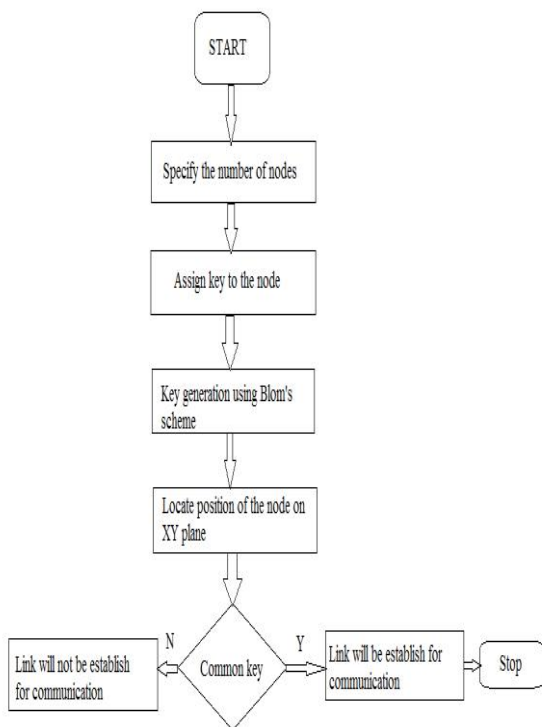 START
Specify the number of nodes
Assign key to the node
Key generation using Blom's
scheme
Locate position of the node on
XY plane
N
Y
Common key
Link will not be establish
for communication
Link will be establish for
communication
Stop